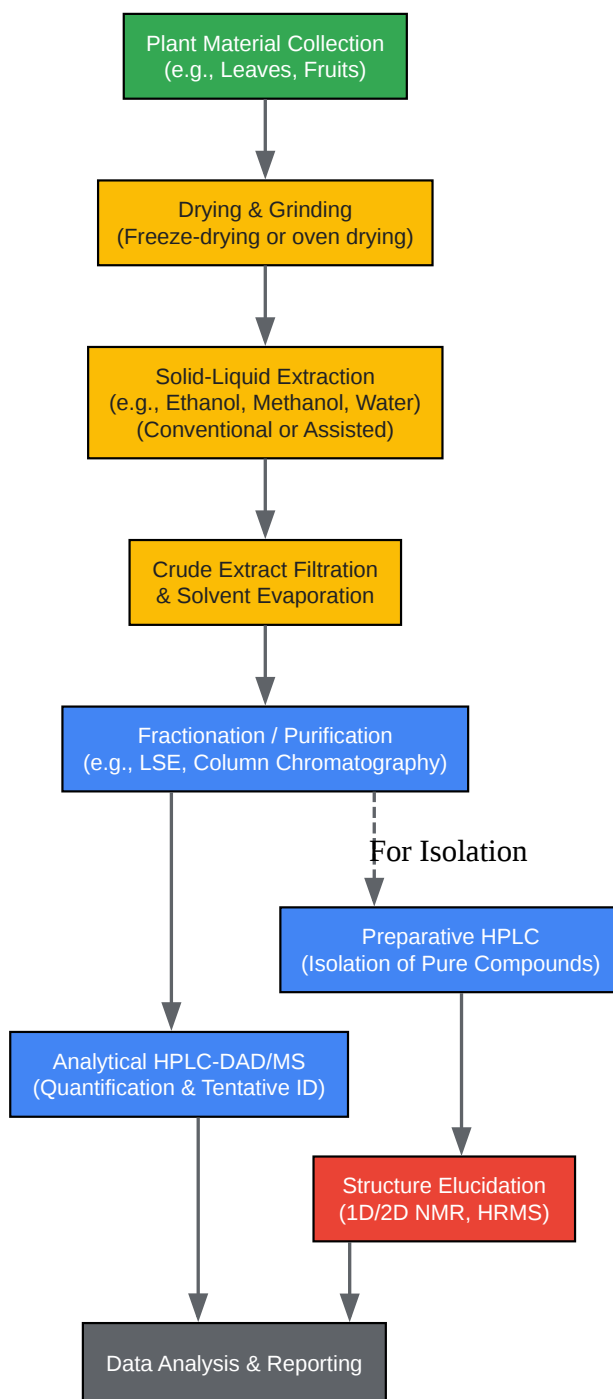 Plant Material Collection
(e.g., Leaves, Fruits)
Drying & Grinding
(Freeze-drying or oven drying)
Solid-Liquid Extraction
(e.g., Ethanol, Methanol, Water)
(Conventional or Assisted)
Crude Extract Filtration
& Solvent Evaporation
Fractionation / Purification
(e.g., LSE, Column Chromatography)
For Isolation
Preparative HPLC
(Isolation of Pure Compounds)
Analytical HPLC-DAD/MS
(Quantification & Tentative ID)
Structure Elucidation
(1D/2D NMR, HRMS)
Data Analysis & Reporting